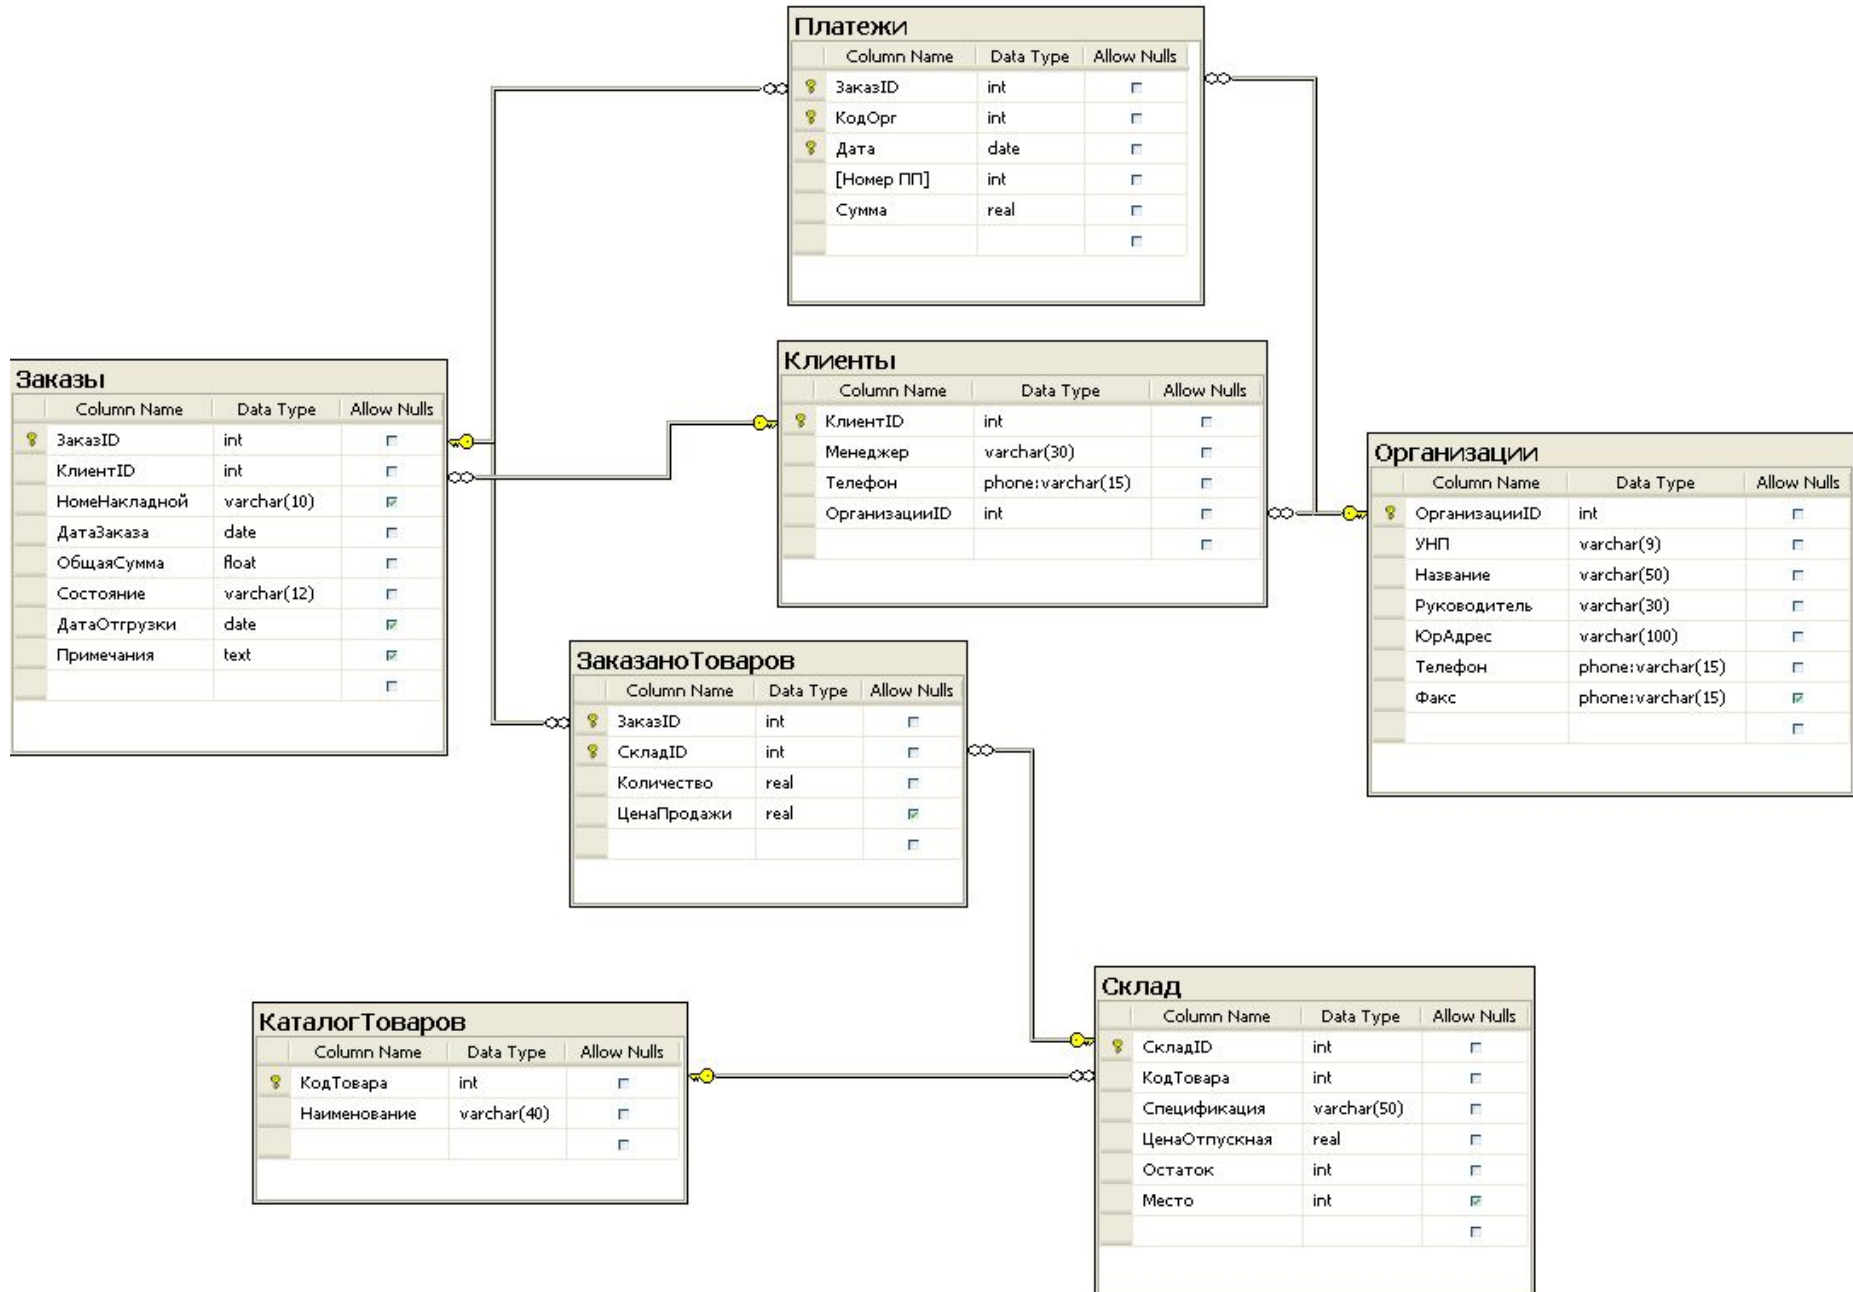 Платежи
Column Name Data Type Allow Nulls
ЗаказID int
КодОрг int
Дата date
[Номер ПП] int
Сумма real
Заказы
Column Name Data Type Allow Nulls
ЗаказID int
КлиентID int
НомеНакладной varchar(10)
ДатаЗаказа date
ОбщаяСумма float
Состояние varchar(12)
ДатаОтгрузки date
Примечания text
Клиенты
Column Name Data Type Allow Nulls
КлиентID int
Менеджер varchar(30)
Телефон phone:varchar(15)
ОрганизацииID int
Организации
Column Name Data Type Allow Nulls
ОрганизацииID int
УНП varchar(9)
Название varchar(50)
Руководитель varchar(30)
ЮрАдрес varchar(100)
Телефон phone:varchar(15)
Факс phone:varchar(15)
ЗаказаноТоваров
Column Name Data Type Allow Nulls
ЗаказID int
СкладID int
Количество real
ЦенаПродажи real
КаталогТоваров
Column Name Data Type Allow Nulls
КодТовара int
Наименование varchar(40)
Склад
Column Name Data Type Allow Nulls
СкладID int
КодТовара int
Спецификация varchar(50)
ЦенаОтпускная real
Остаток int
Место int